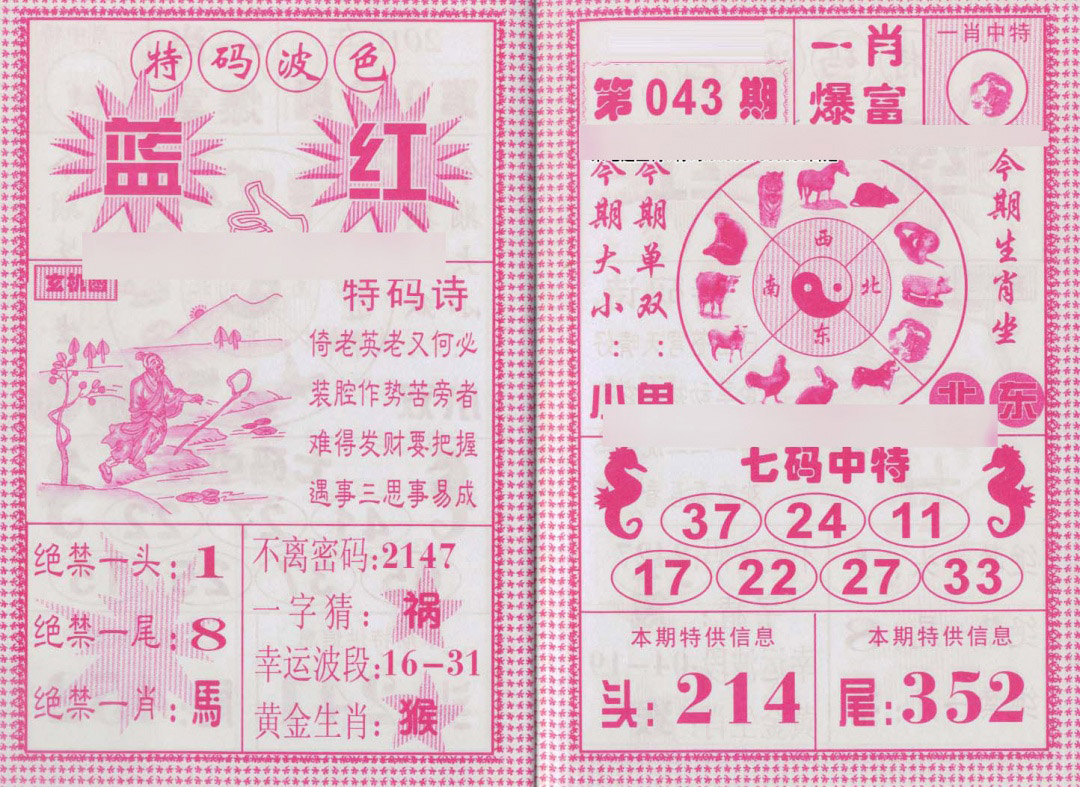 特码波色
蓝 红
玄机图
特码诗
倚老英老又何必
装腔作势苦旁者
难得发财要把握
遇事三思事易成
绝禁一头：1
绝禁一尾：8
绝禁一肖：馬
不离密码:2147
一字猜：祸
幸运波段:16-31
黄金生肖:猴
第043期
一肖
爆富
一肖中特
今期大小：小
今期单双：单
西
南 北
东
今期生肖坐
北东
七码中特
37 24 11
17 22 27 33
本期特供信息
头：214
本期特供信息
尾:352